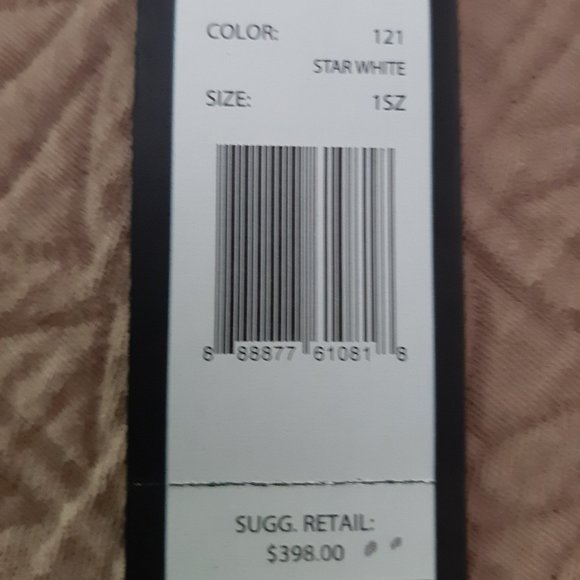 COLOR: 121
STAR WHITE
SIZE: 1SZ
8 88877 61081 8
SUGG. RETAIL:
$398.00